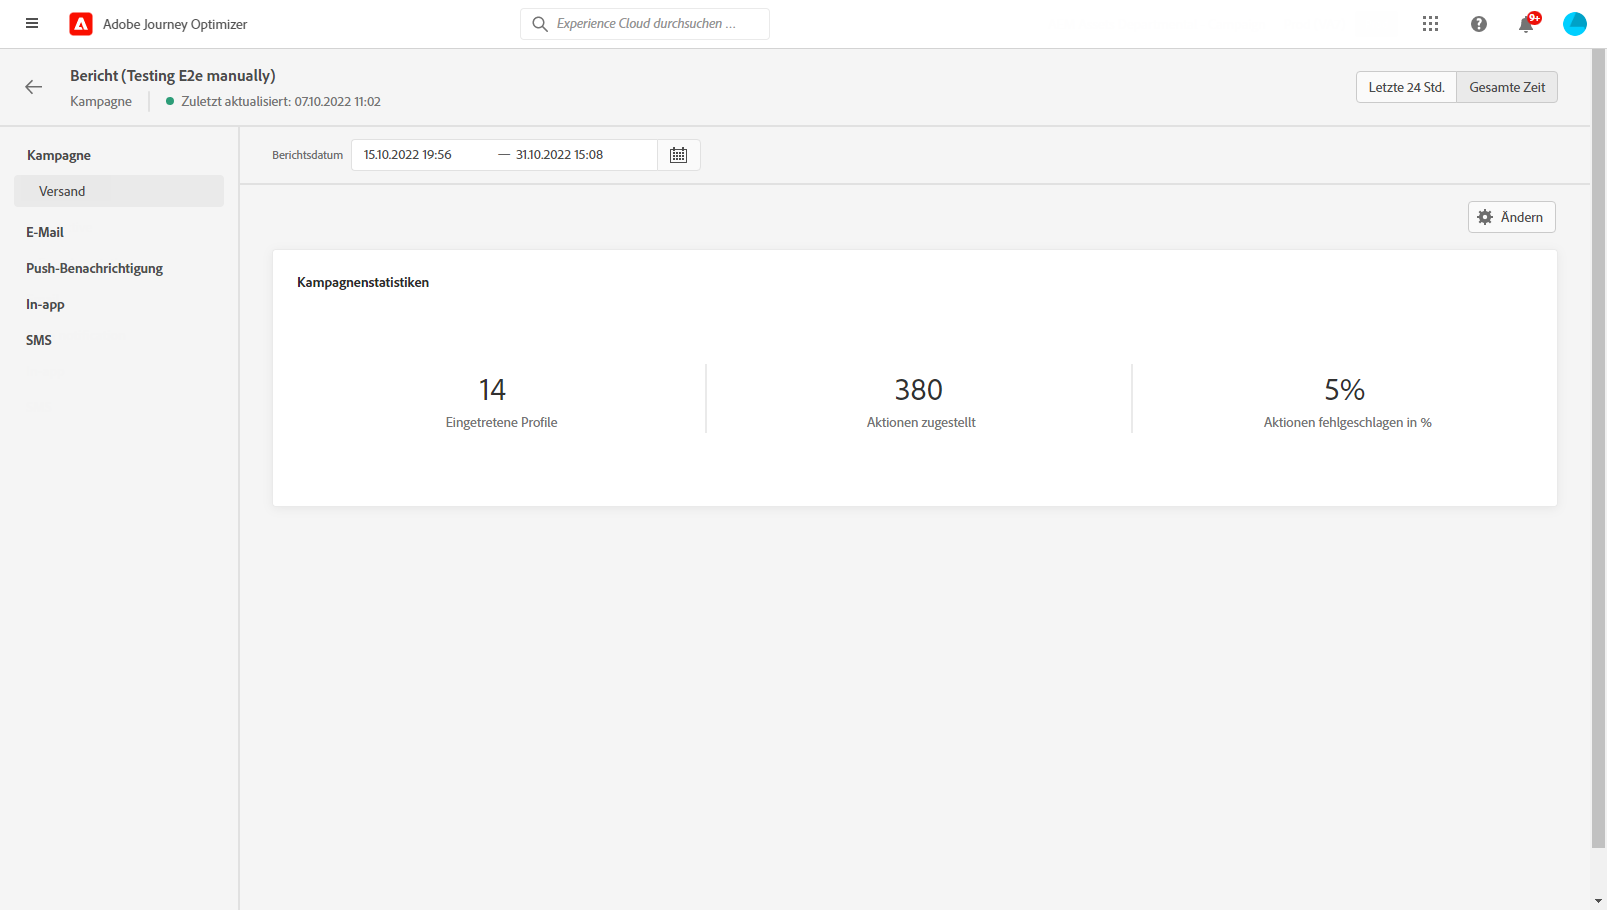 Adobe Journey Optimizer
Experience Cloud durchsuchen ...
9+
Bericht (Testing E2e manually)
Kampagne
Zuletzt aktualisiert: 07.10.2022 11:02
Letzte 24 Std.
Gesamte Zeit
Kampagne
Versand
E-Mail
Push-Benachrichtigung
In-app
SMS
Berichtsdatum
15.10.2022 19:56 — 31.10.2022 15:08
Ändern
Kampagnenstatistiken
14
Eingetretene Profile
380
Aktionen zugestellt
5%
Aktionen fehlgeschlagen in %